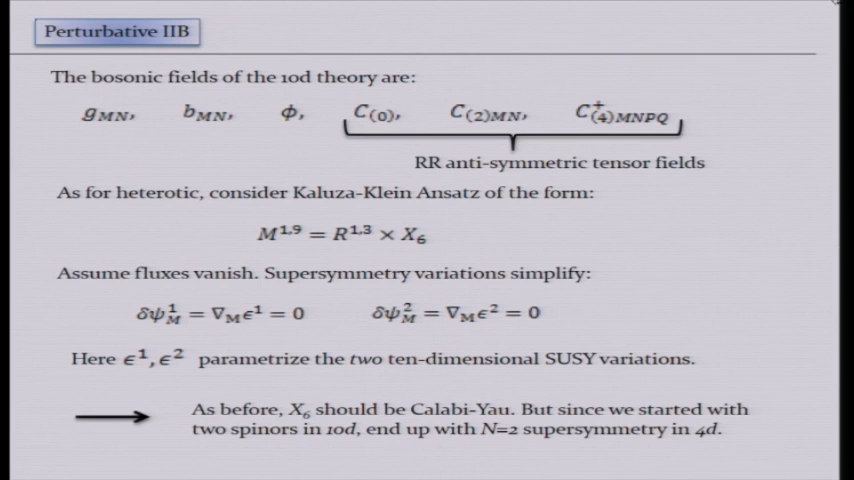 Perturbative IIB
The bosonic fields of the 10d theory are:
g_{MN}, b_{MN}, ϕ, C_{(0)}, C_{(2)MN}, C^{+}_{(4)MNPQ}
RR anti-symmetric tensor fields
As for heterotic, consider Kaluza-Klein Ansatz of the form:
M^{1,9} = R^{1,3} × X_6
Assume fluxes vanish. Supersymmetry variations simplify:
δψ^1_M = ∇_M ϵ^1 = 0 δψ^2_M = ∇_M ϵ^2 = 0
Here ϵ^1, ϵ^2 parametrize the two ten-dimensional SUSY variations.
As before, X_6 should be Calabi-Yau. But since we started with
two spinors in 10d, end up with N=2 supersymmetry in 4d.